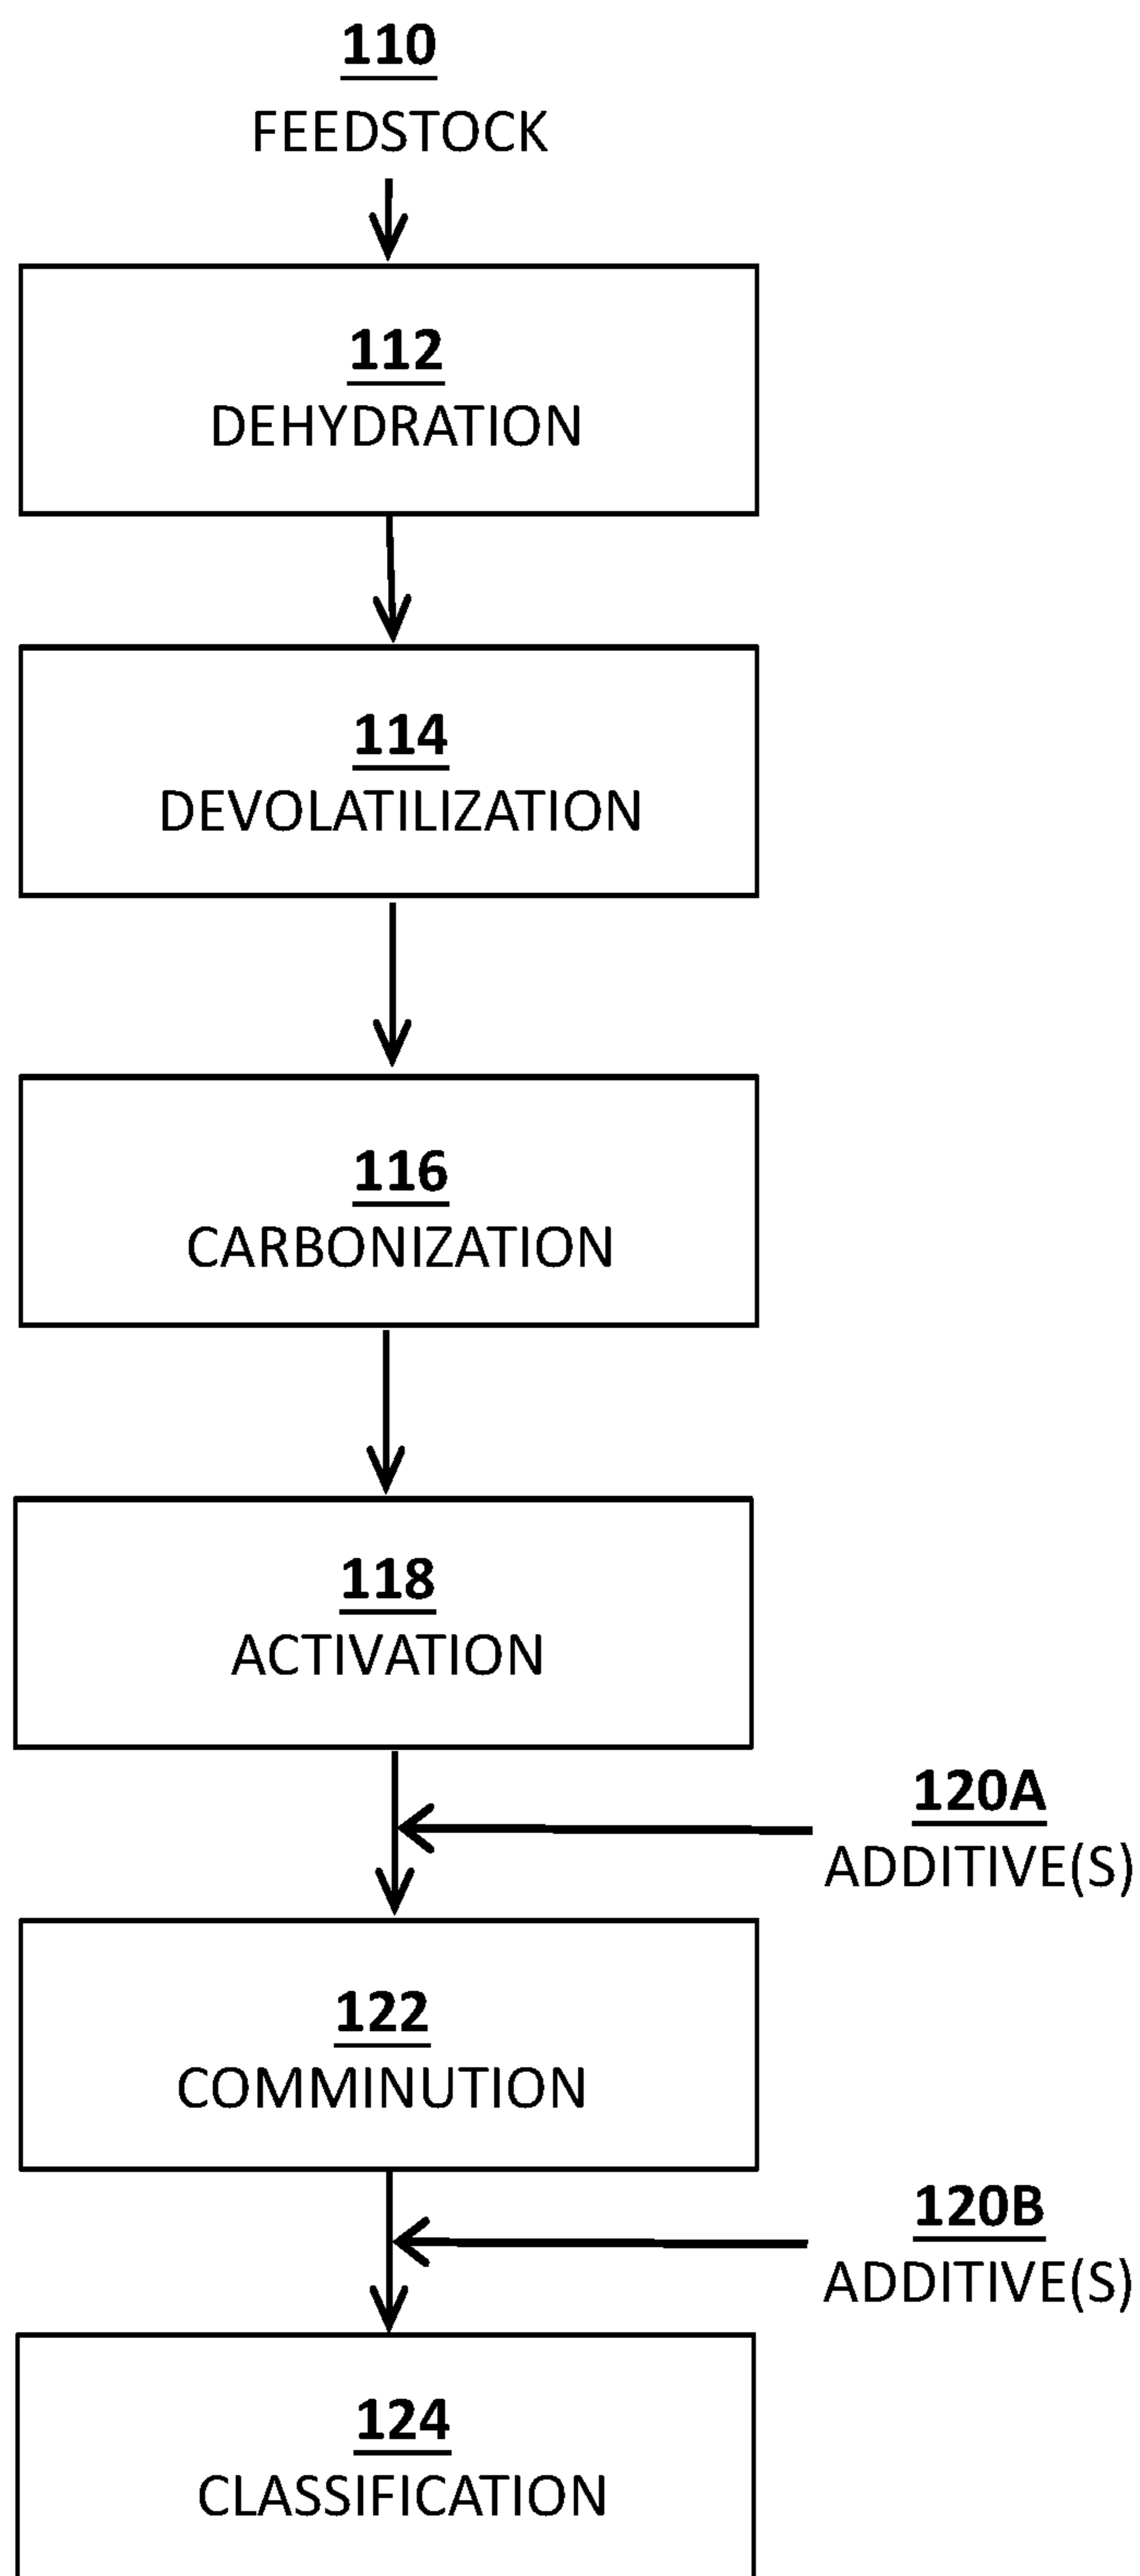 110
FEEDSTOCK
112
DEHYDRATION
114
DEVOLATILIZATION
116
CARBONIZATION
118
ACTIVATION
120A
ADDITIVE(S)
122
COMMINUTION
120B
ADDITIVE(S)
124
CLASSIFICATION